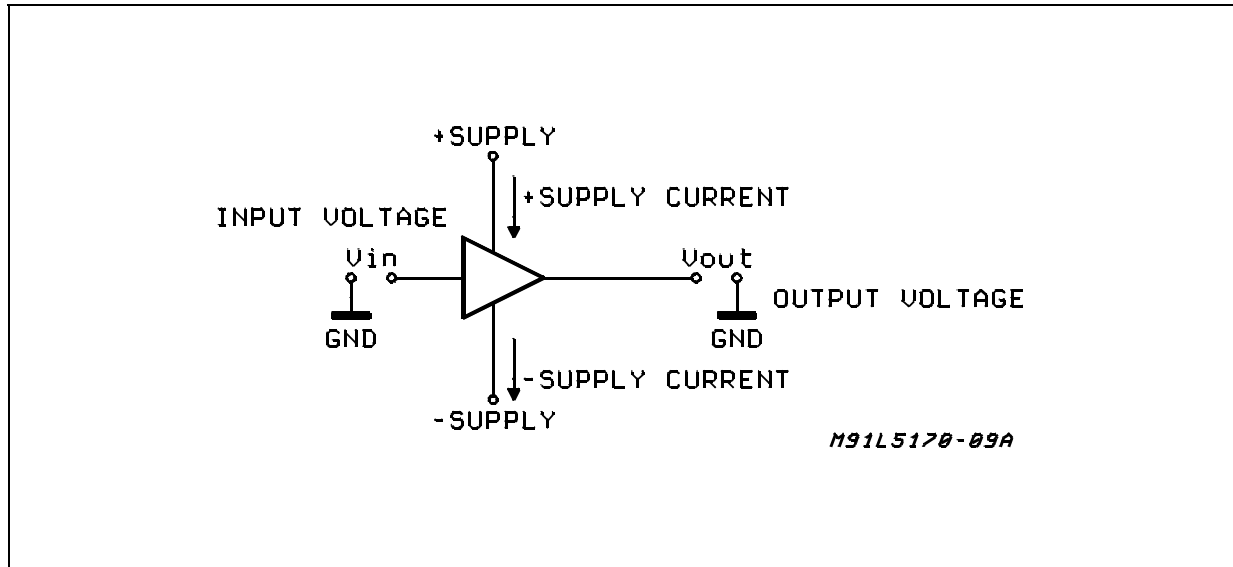 +SUPPLY
+SUPPLY CURRENT
INPUT VOLTAGE
Vin
Vout
OUTPUT VOLTAGE
GND
GND
-SUPPLY CURRENT
-SUPPLY
M91L5170-09A